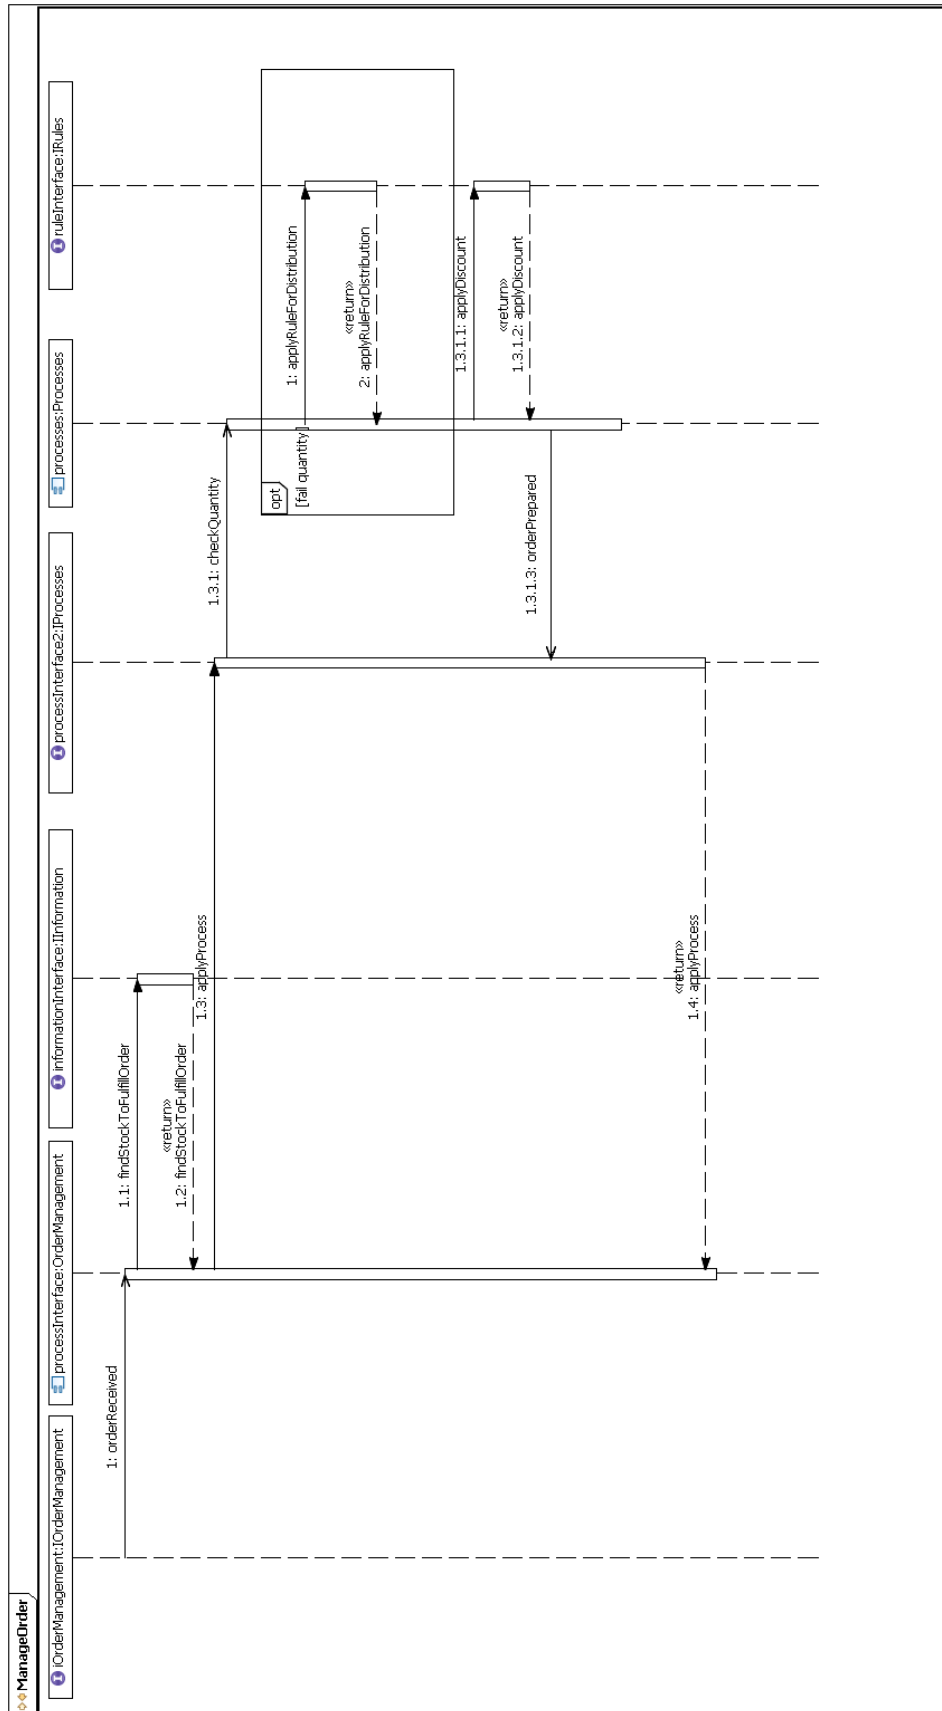 ManageOrder
iOrderManagement:IOrderManagement
processInterface:OrderManagement
informationInterface:IInformation
processInterface2:IProcesses
processes:Processes
ruleInterface:IRules
1: orderReceived
1.1: findStockToFulfillOrder
«return»
1.2: findStockToFulfillOrder
1.3: applyProcess
1.3.1: checkQuantity
opt
[fail quantity]
1: applyRuleForDistribution
«return»
2: applyRuleForDistribution
1.3.1.1: applyDiscount
«return»
1.3.1.2: applyDiscount
1.3.1.3: orderPrepared
«return»
1.4: applyProcess